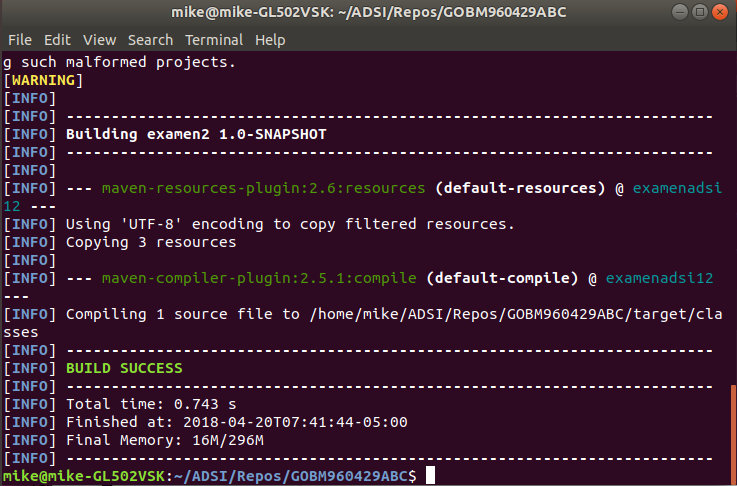 mike@mike-GL502VSK: ~/ADSI/Repos/GOBM960429ABC
File Edit View Search Terminal Help
g such malformed projects.
[WARNING]
[INFO]
[INFO] ------------------------------------------------------------------------
[INFO] Building examen2 1.0-SNAPSHOT
[INFO] ------------------------------------------------------------------------
[INFO]
[INFO] --- maven-resources-plugin:2.6:resources (default-resources) @ examenadsi
12 ---
[INFO] Using 'UTF-8' encoding to copy filtered resources.
[INFO] Copying 3 resources
[INFO]
[INFO] --- maven-compiler-plugin:2.5.1:compile (default-compile) @ examenadsi12
---
[INFO] Compiling 1 source file to /home/mike/ADSI/Repos/GOBM960429ABC/target/cla
sses
[INFO] ------------------------------------------------------------------------
[INFO] BUILD SUCCESS
[INFO] ------------------------------------------------------------------------
[INFO] Total time: 0.743 s
[INFO] Finished at: 2018-04-20T07:41:44-05:00
[INFO] Final Memory: 16M/296M
[INFO] ------------------------------------------------------------------------
mike@mike-GL502VSK:~/ADSI/Repos/GOBM960429ABC$